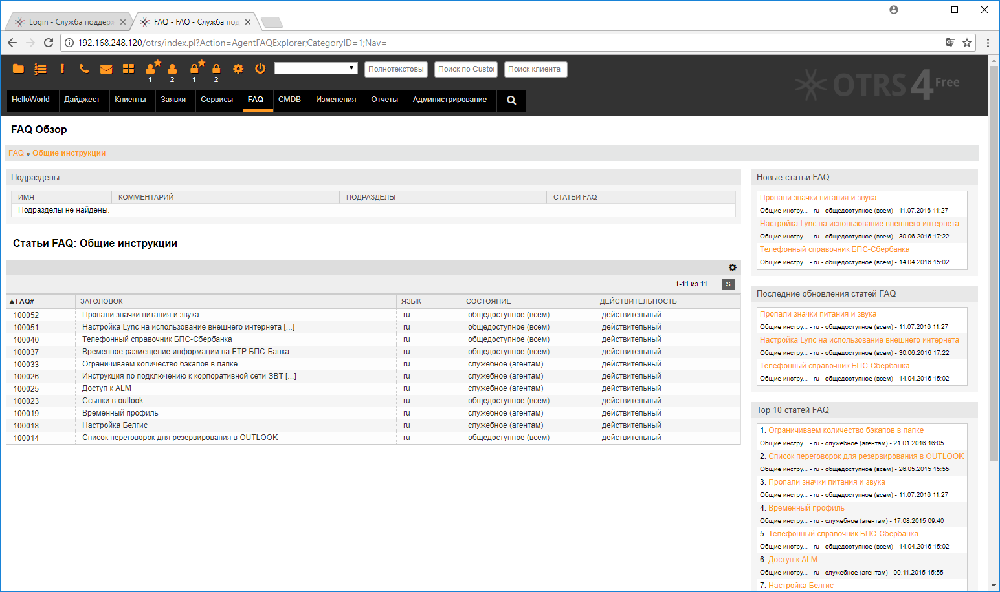 Login - Служба поддерж
FAQ - FAQ - Служба под
192.168.248.120/otrs/index.pl?Action=AgentFAQExplorer;CategoryID=1;Nav=
1 2 1 2
- Полнотекстовы Поиск по Custor Поиск клиента
OTRS 4 Free
HelloWorld Дайджест Клиенты Заявки Сервисы FAQ CMDB Изменения Отчеты Администрирование
FAQ Обзор
FAQ » Общие инструкции
Подразделы
ИМЯ КОММЕНТАРИЙ ПОДРАЗДЕЛЫ СТАТЬИ FAQ
Подразделы не найдены.
Статьи FAQ: Общие инструкции
1-11 из 11 S
▲FAQ# ЗАГОЛОВОК ЯЗЫК СОСТОЯНИЕ ДЕЙСТВИТЕЛЬНОСТЬ
100052 Пропали значки питания и звука ru общедоступное (всем) действительный
100051 Настройка Lync на использование внешнего интернета [...] ru общедоступное (всем) действительный
100040 Телефонный справочник БПС-Сбербанка ru общедоступное (всем) действительный
100037 Временное размещение информации на FTP БПС-Банка ru общедоступное (всем) действительный
100033 Ограничиваем количество бэкапов в папке ru служебное (агентам) действительный
100026 Инструкция по подключению к корпоративной сети SBT [...] ru служебное (агентам) действительный
100025 Доступ к ALM ru служебное (агентам) действительный
100023 Ссылки в outlook ru общедоступное (всем) действительный
100019 Временный профиль ru служебное (агентам) действительный
100018 Настройка Белгис ru служебное (агентам) действительный
100014 Список переговорок для резервирования в OUTLOOK ru общедоступное (всем) действительный
Новые статьи FAQ
Пропали значки питания и звука
Общие инстру... - ru - общедоступное (всем) - 11.07.2016 11:27
Настройка Lync на использование внешнего интернета
Общие инстру... - ru - общедоступное (всем) - 30.06.2016 17:22
Телефонный справочник БПС-Сбербанка
Общие инстру... - ru - общедоступное (всем) - 14.04.2016 15:02
Последние обновления статей FAQ
Пропали значки питания и звука
Общие инстру... - ru - общедоступное (всем) - 11.07.2016 11:27
Настройка Lync на использование внешнего интернета
Общие инстру... - ru - общедоступное (всем) - 30.06.2016 17:22
Телефонный справочник БПС-Сбербанка
Общие инстру... - ru - общедоступное (всем) - 14.04.2016 15:02
Top 10 статей FAQ
1. Ограничиваем количество бэкапов в папке
Общие инстру... - ru - служебное (агентам) - 21.01.2016 16:05
2. Список переговорок для резервирования в OUTLOOK
Общие инстру... - ru - общедоступное (всем) - 26.05.2015 15:55
3. Пропали значки питания и звука
Общие инстру... - ru - общедоступное (всем) - 11.07.2016 11:27
4. Временный профиль
Общие инстру... - ru - служебное (агентам) - 17.08.2015 09:40
5. Телефонный справочник БПС-Сбербанка
Общие инстру... - ru - общедоступное (всем) - 14.04.2016 15:02
6. Доступ к ALM
Общие инстру... - ru - служебное (агентам) - 09.11.2015 15:55
7. Настройка Белгис